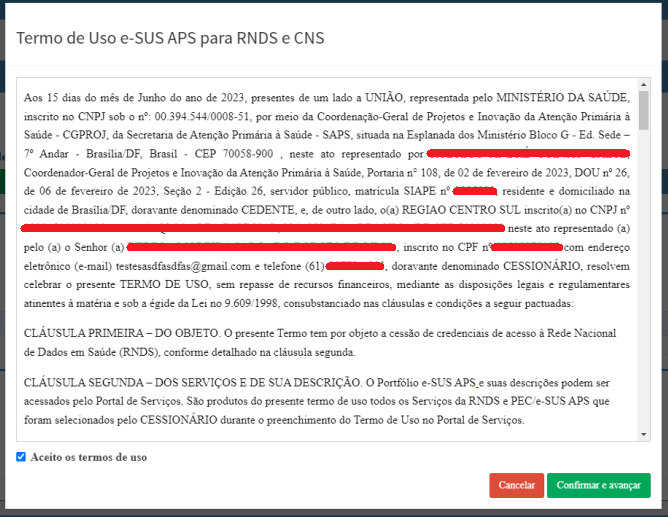 Termo de Uso e-SUS APS para RNDS e CNS
Aos 15 dias do mês de Junho do ano de 2023, presentes de um lado a UNIÃO, representada pelo MINISTÉRIO DA SAÚDE,
inscrito no CNPJ sob o nº: 00.394.544/0008-51, por meio da Coordenação-Geral de Projetos e Inovação da Atenção Primária à
Saúde - CGPROJ, da Secretaria de Atenção Primária à Saúde - SAPS, situada na Esplanada dos Ministério Bloco G - Ed. Sede –
7º Andar - Brasília/DF, Brasil - CEP 70058-900 , neste ato representado por
Coordenador-Geral de Projetos e Inovação da Atenção Primária à Saúde, Portaria n° 108, de 02 de fevereiro de 2023, DOU n° 26,
de 06 de fevereiro de 2023, Seção 2 - Edição 26, servidor público, matrícula SIAPE nº residente e domiciliado na
cidade de Brasília/DF, doravante denominado CEDENTE, e, de outro lado, o(a) REGIAO CENTRO SUL inscrito(a) no CNPJ nº
neste ato representado (a)
pelo (a) o Senhor (a) , inscrito no CPF nº com endereço
eletrônico (e-mail) testesasdfasdfas@gmail.com e telefone (61) , doravante denominado CESSIONÁRIO, resolvem
celebrar o presente TERMO DE USO, sem repasse de recursos financeiros, mediante as disposições legais e regulamentares
atinentes à matéria e sob a égide da Lei no 9.609/1998, consubstanciado nas cláusulas e condições a seguir pactuadas:
CLÁUSULA PRIMEIRA – DO OBJETO. O presente Termo tem por objeto a cessão de credenciais de acesso à Rede Nacional
de Dados em Saúde (RNDS), conforme detalhado na cláusula segunda.
CLÁUSULA SEGUNDA – DOS SERVIÇOS E DE SUA DESCRIÇÃO. O Portfólio e-SUS APS e suas descrições podem ser
acessados pelo Portal de Serviços. São produtos do presente termo de uso todos os Serviços da RNDS e PEC/e-SUS APS que
foram selecionados pelo CESSIONÁRIO durante o preenchimento do Termo de Uso no Portal de Serviços.
Aceito os termos de uso
Cancelar
Confirmar e avançar